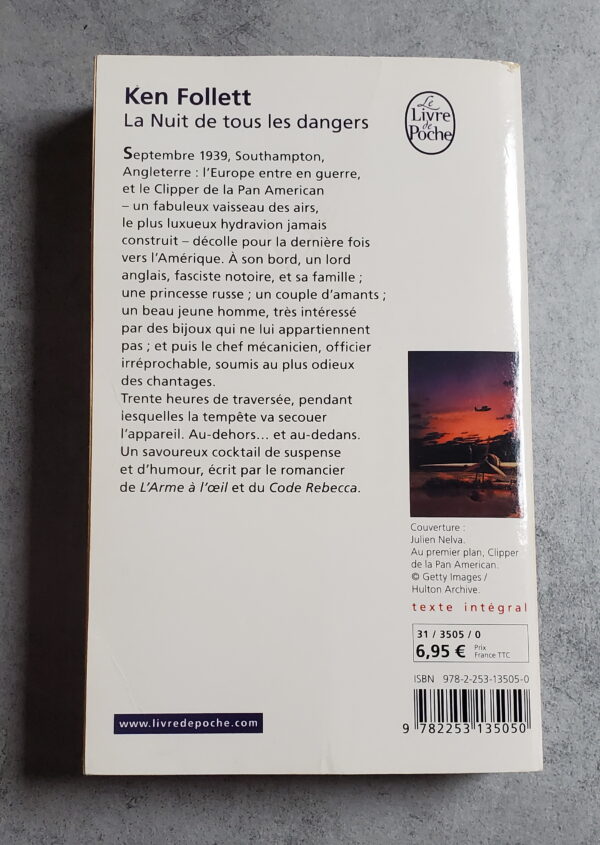 Ken Follett
La Nuit de tous les dangers
Le
Livre
de
Poche
Septembre 1939, Southampton,
Angleterre : l'Europe entre en guerre,
et le Clipper de la Pan American
– un fabuleux vaisseau des airs,
le plus luxueux hydravion jamais
construit – décolle pour la dernière fois
vers l'Amérique. À son bord, un lord
anglais, fasciste notoire, et sa famille ;
une princesse russe ; un couple d'amants ;
un beau jeune homme, très intéressé
par des bijoux qui ne lui appartiennent
pas ; et puis le chef mécanicien, officier
irréprochable, soumis au plus odieux
des chantages.
Trente heures de traversée, pendant
lesquelles la tempête va secouer
l'appareil. Au-dehors… et au-dedans.
Un savoureux cocktail de suspense
et d'humour, écrit par le romancier
de L'Arme à l'œil et du Code Rebecca.
Couverture :
Julien Nelva.
Au premier plan, Clipper
de la Pan American.
© Getty Images /
Hulton Archive.
texte intégral
31 / 3505 / 0
6,95 € Prix
France TTC
ISBN 978-2-253-13505-0
9 782253 135050
www.livredepoche.com